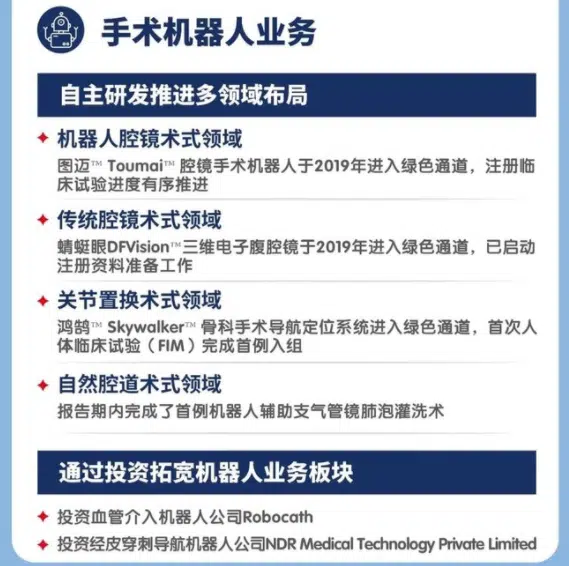 手术机器人业务
自主研发推进多领域布局
机器人腔镜术式领域
图迈™ Toumai™ 腔镜手术机器人于2019年进入绿色通道，注册临
床试验进度有序推进
传统腔镜术式领域
蜻蜓眼DFVision™三维电子腹腔镜于2019年进入绿色通道，已启动
注册资料准备工作
关节置换术式领域
鸿鹄™ Skywalker™ 骨科手术导航定位系统进入绿色通道，首次人
体临床试验（FIM）完成首例入组
自然腔道术式领域
报告期内完成了首例机器人辅助支气管镜肺泡灌洗术
通过投资拓宽机器人业务板块
投资血管介入机器人公司Robocath
投资经皮穿刺导航机器人公司NDR Medical Technology Private Limited